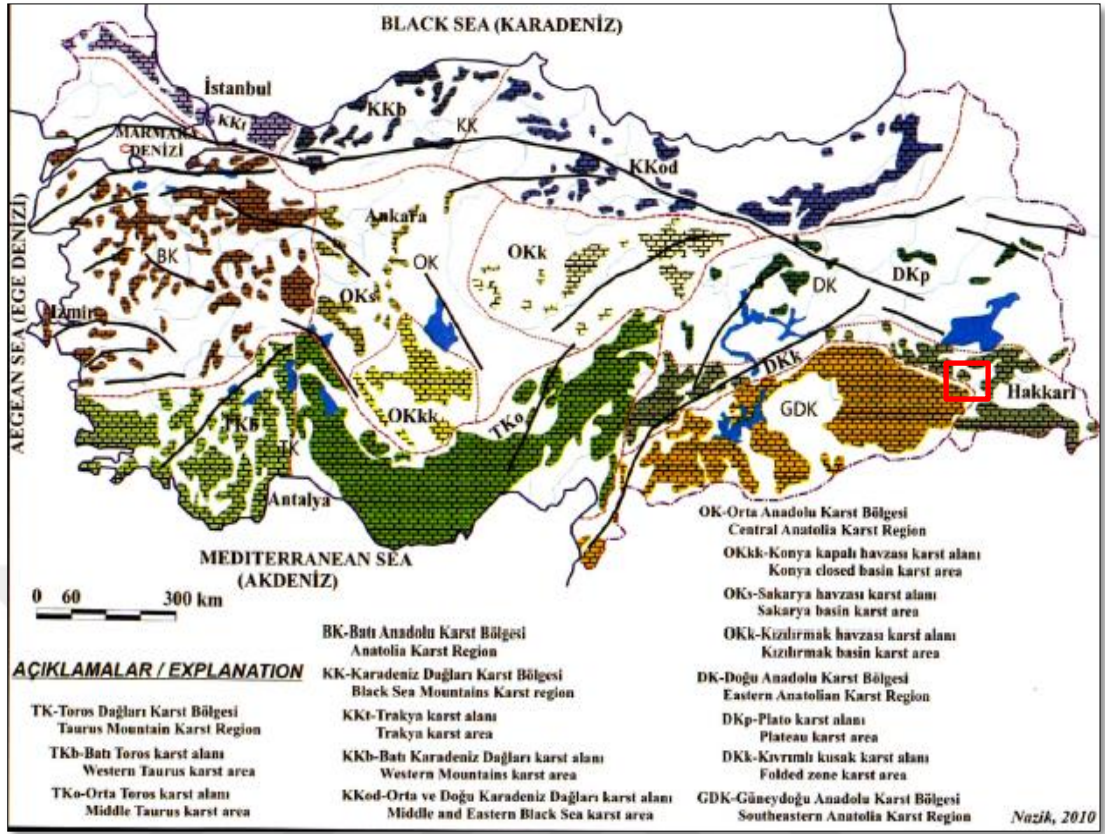 BLACK SEA (KARADENİZ)
İstanbul
KKt
KKb
KK
MARMARA
DENİZİ
KKod
AEGEAN SEA (EGE DENİZİ)
Ankara
BK
OK
OKk
DK
DKp
OKs
İzmir
DKk
Hakkari
OKkk
GDK
TKb
TKo
TK
Antalya
MEDITERRANEAN SEA
(AKDENİZ)
0 60 300 km
AÇIKLAMALAR / EXPLANATION
TK-Toros Dağları Karst Bölgesi
Taurus Mountain Karst Region
TKb-Batı Toros karst alanı
Western Taurus karst area
TKo-Orta Toros karst alanı
Middle Taurus karst area
BK-Batı Anadolu Karst Bölgesi
Anatolia Karst Region
KK-Karadeniz Dağları Karst Bölgesi
Black Sea Mountains Karst region
KKt-Trakya karst alanı
Trakya karst area
KKb-Batı Karadeniz Dağları karst alanı
Western Mountains karst area
KKod-Orta ve Doğu Karadeniz Dağları karst alanı
Middle and Eastern Black Sea karst area
OK-Orta Anadolu Karst Bölgesi
Central Anatolia Karst Region
OKkk-Konya kapalı havzası karst alanı
Konya closed basin karst area
OKs-Sakarya havzası karst alanı
Sakarya basin karst area
OKk-Kızılırmak havzası karst alanı
Kızılırmak basin karst area
DK-Doğu Anadolu Karst Bölgesi
Eastern Anatolian Karst Region
DKp-Plato karst alanı
Plateau karst area
DKk-Kıvrımlı kusak karst alanı
Folded zone karst area
GDK-Güneydoğu Anadolu Karst Bölgesi
Southeastern Anatolia Karst Region
Nazik, 2010